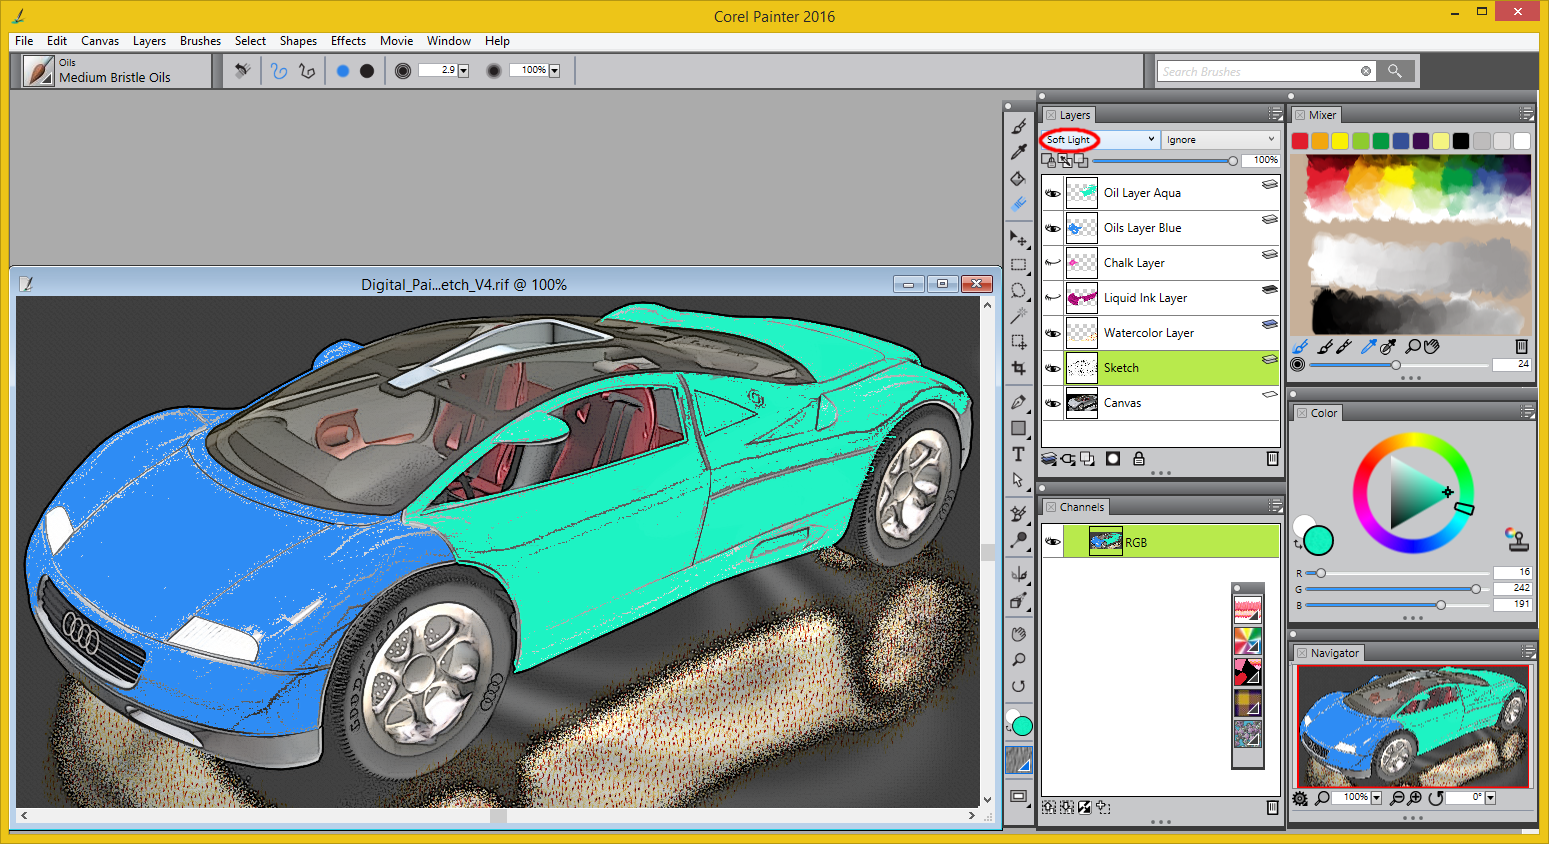 Corel Painter 2016
File Edit Canvas Layers Brushes Select Shapes Effects Movie Window Help
Oils
Medium Bristle Oils
2.9
100%
Search Brushes
Digital_Pai...etch_V4.rif @ 100%
Layers
Soft Light
Ignore
100%
Oil Layer Aqua
Oils Layer Blue
Chalk Layer
Liquid Ink Layer
Watercolor Layer
Sketch
Canvas
Channels
RGB
Mixer
24
Color
R 16
G 242
B 191
Navigator
100%
0°